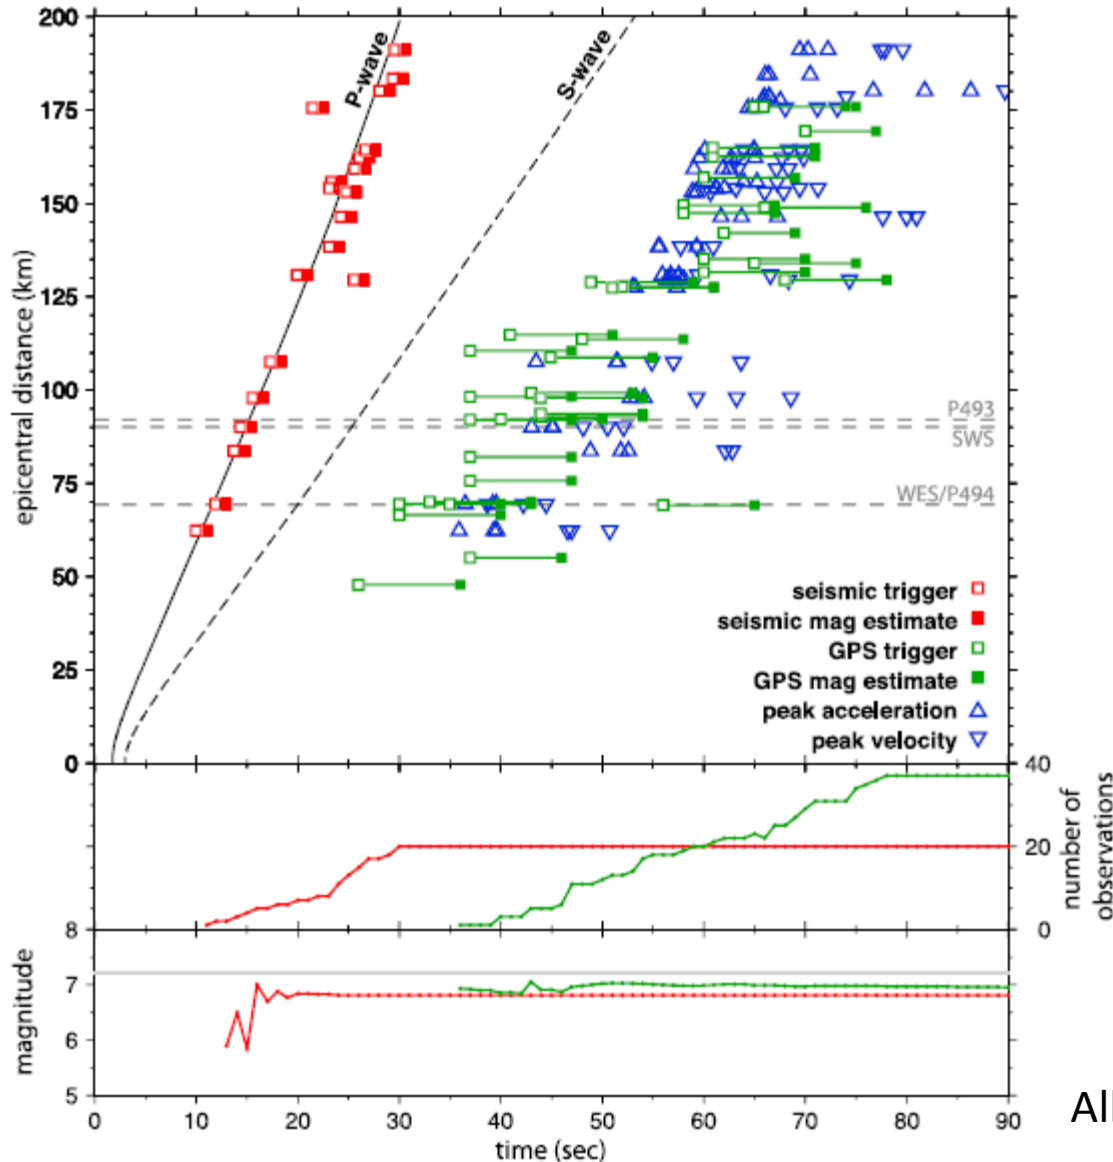 200
175
150
125
100
75
50
25
0
epicentral distance (km)
P-wave
S-wave
P493
SWS
WES/P494
seismic trigger
seismic mag estimate
GPS trigger
GPS mag estimate
peak acceleration
peak velocity
40
20
0
number of
observations
8
7
6
5
magnitude
0 10 20 30 40 50 60 70 80 90
time (sec)
All